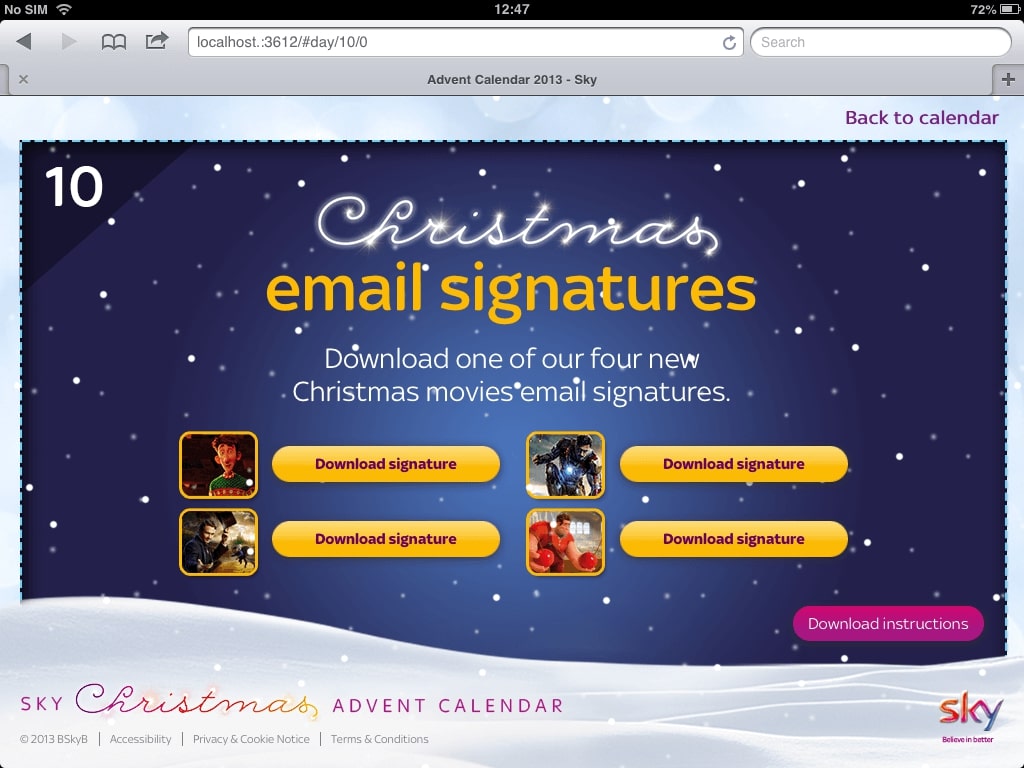 No SIM 12:47 72%
localhost.:3612/#day/10/0 Search
Advent Calendar 2013 - Sky
Back to calendar
10
Christmas
email signatures
Download one of our four new
Christmas movies email signatures.
Download signature Download signature
Download signature Download signature
Download instructions
SKY Christmas ADVENT CALENDAR
sky
Believe in better
© 2013 BSkyB | Accessibility | Privacy & Cookie Notice | Terms & Conditions